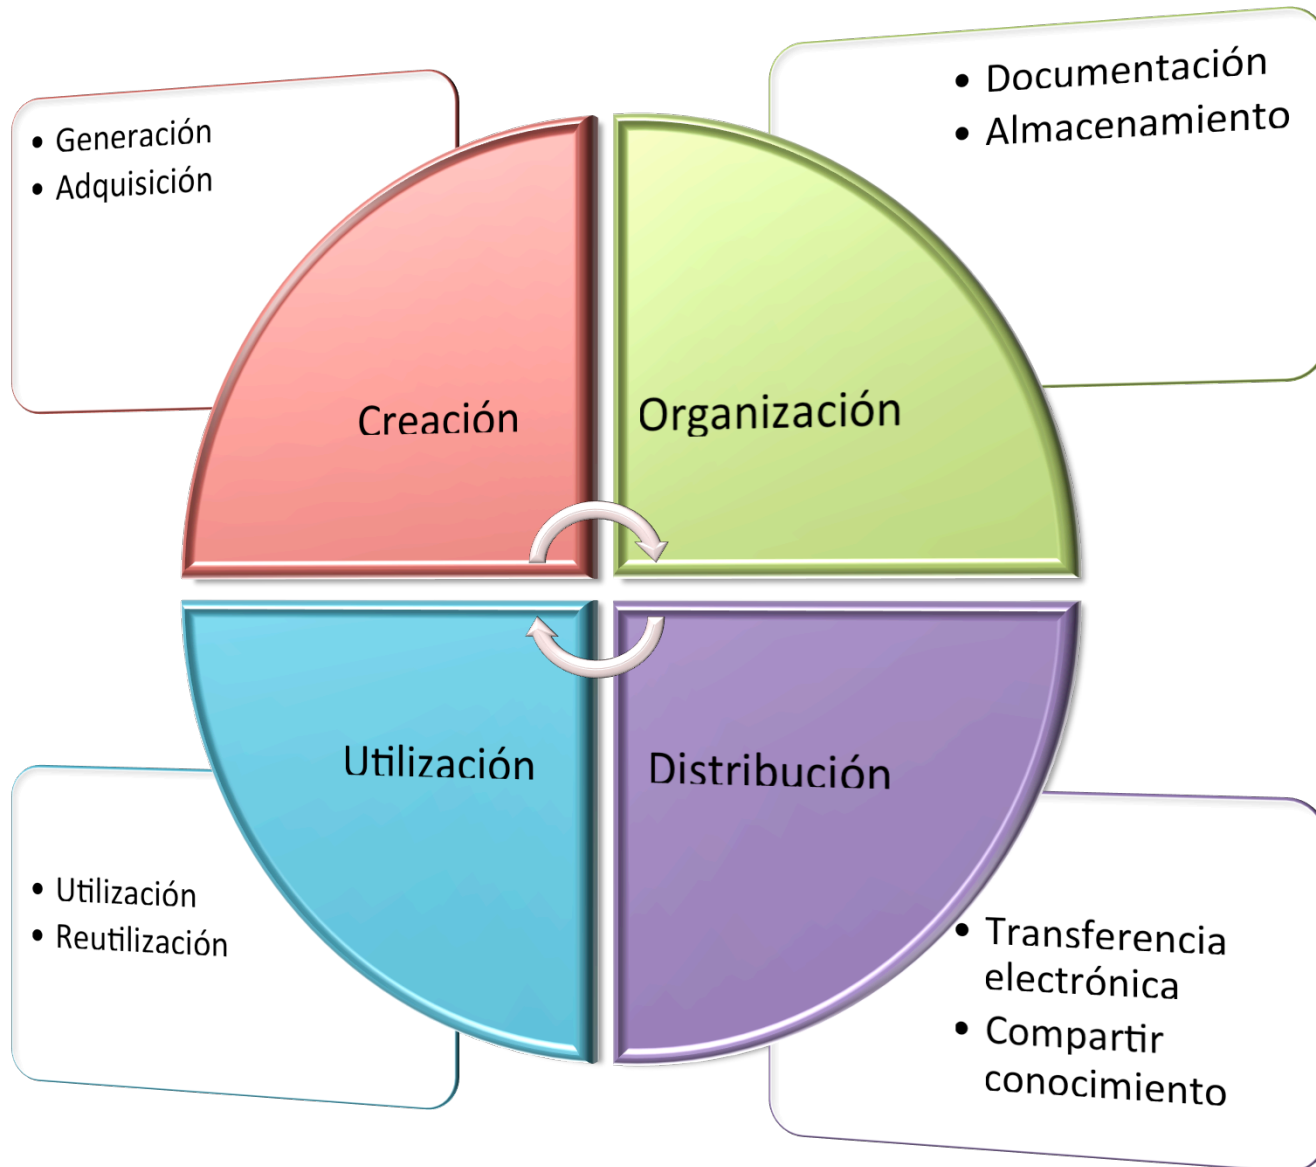 • Generación
• Adquisición
• Documentación
• Almacenamiento
Creación
Organización
Utilización
Distribución
• Utilización
• Reutilización
• Transferencia
electrónica
• Compartir
conocimiento